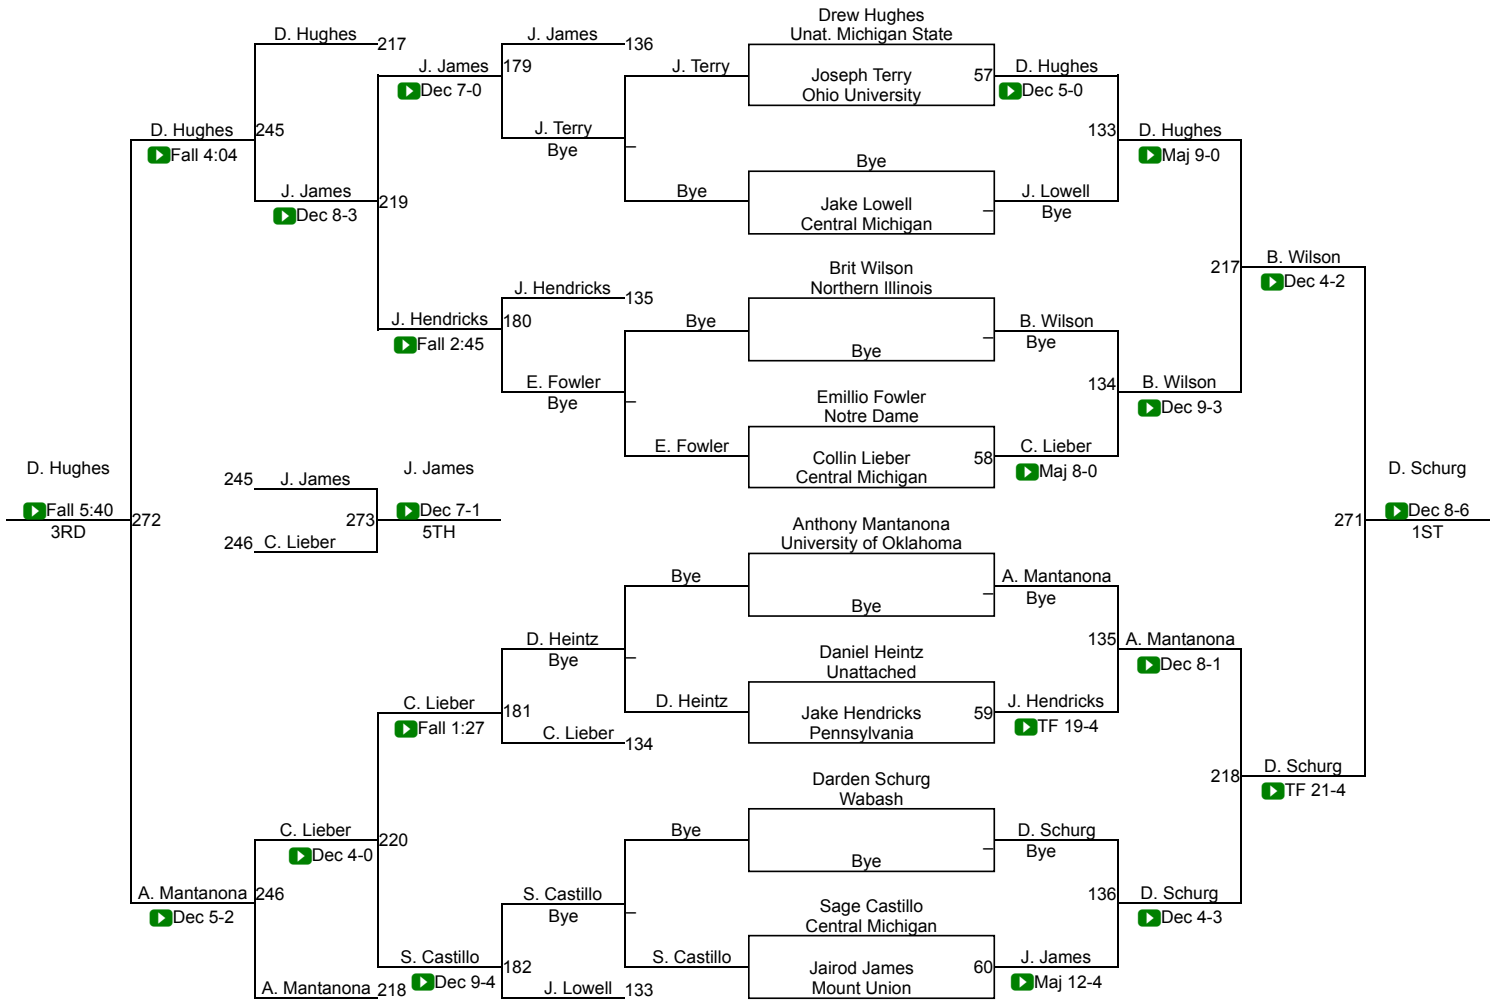 Drew Hughes
Unat. Michigan State
D. Hughes
217
J. James
136
J. James
179
Dec 7-0
J. Terry
Joseph Terry
57
Ohio University
D. Hughes
Dec 5-0
D. Hughes
245
Fall 4:04
J. Terry
Bye
133
D. Hughes
Maj 9-0
Bye
J. James
219
Dec 8-3
Bye
Jake Lowell
Central Michigan
J. Lowell
Bye
Brit Wilson
Northern Illinois
217
B. Wilson
Dec 4-2
J. Hendricks
135
J. Hendricks
180
Fall 2:45
Bye
Bye
B. Wilson
Bye
E. Fowler
Bye
Emillio Fowler
Notre Dame
134
B. Wilson
Dec 9-3
E. Fowler
Collin Lieber
58
Central Michigan
C. Lieber
Maj 8-0
D. Hughes
Fall 5:40
3RD
272
245
J. James
246
C. Lieber
273
J. James
Dec 7-1
5TH
271
D. Schurg
Dec 8-6
1ST
Anthony Mantanona
University of Oklahoma
Bye
Bye
A. Mantanona
Bye
D. Heintz
Bye
Daniel Heintz
Unattached
135
A. Mantanona
Dec 8-1
C. Lieber
181
Fall 1:27
C. Lieber
134
D. Heintz
Jake Hendricks
59
Pennsylvania
J. Hendricks
TF 19-4
Darden Schurg
Wabash
218
D. Schurg
TF 21-4
C. Lieber
220
Dec 4-0
Bye
Bye
D. Schurg
Bye
A. Mantanona
246
Dec 5-2
S. Castillo
Bye
Sage Castillo
Central Michigan
136
D. Schurg
Dec 4-3
S. Castillo
182
Dec 9-4
S. Castillo
Jairod James
60
Mount Union
J. James
Maj 12-4
A. Mantanona
218
J. Lowell
133